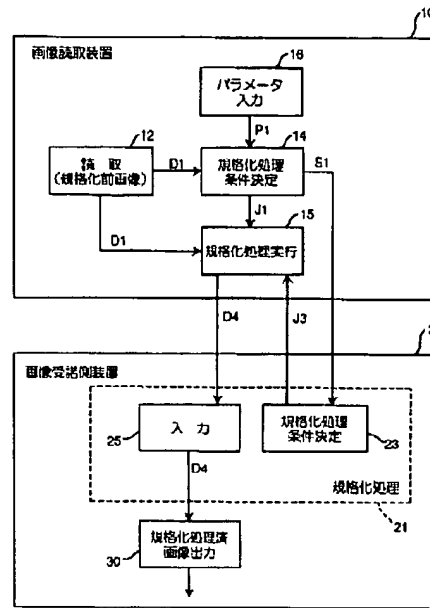 10
画像読取装置
16
パラメータ
入力
P1
12
読 取
(規格化前画像)
D1
14
規格化処理
条件決定
S1
J1
15
D1
規格化処理実行
D4
J3
2
画像受諾側装置
25
入 力
規格化処理
条件決定
23
D4
規格化処理
21
30
規格化処理済
画像出力